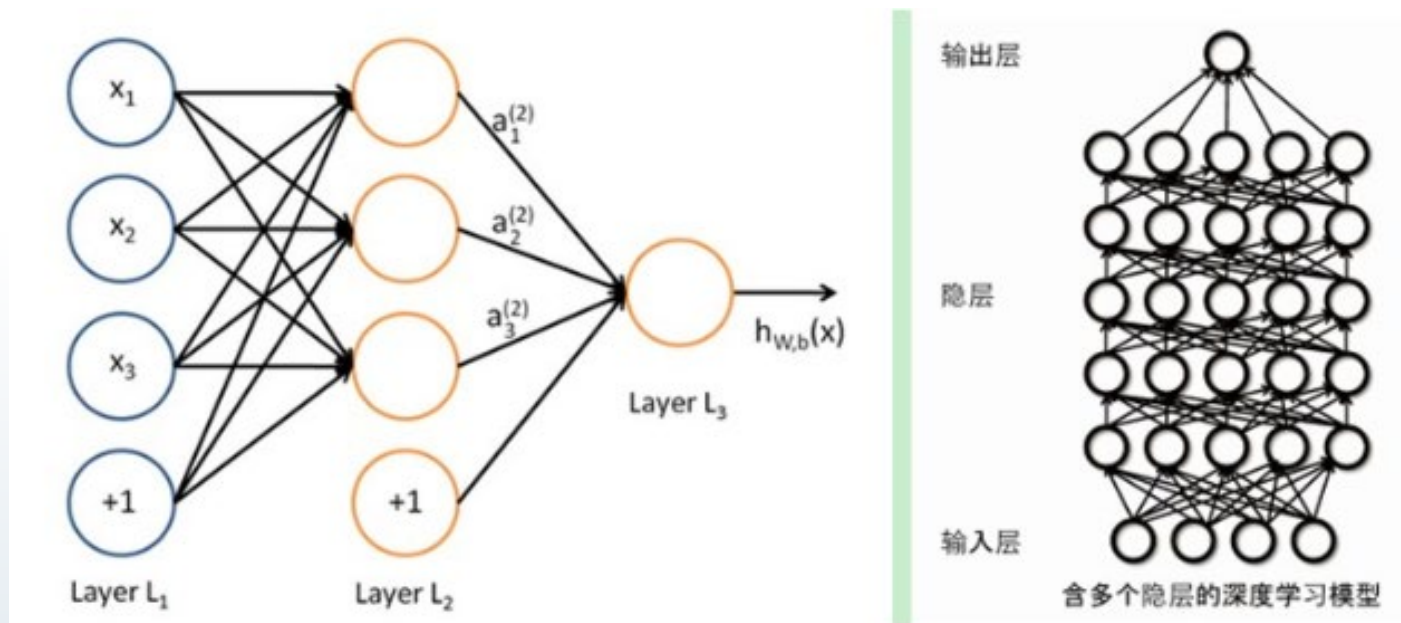 x₁
x₂
x₃
+1
Layer L₁
a₁⁽²⁾
a₂⁽²⁾
a₃⁽²⁾
+1
Layer L₂
h_{W,b}(x)
Layer L₃
输出层
隐层
输入层
含多个隐层的深度学习模型